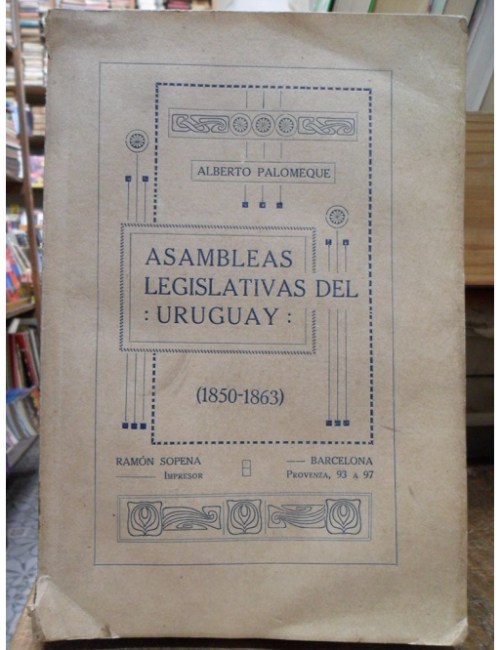 ALBERTO PALOMEQUE
ASAMBLEAS
LEGISLATIVAS DEL
: URUGUAY :
(1850-1863)
RAMÓN SOPENA
IMPRESOR
BARCELONA
PROVENZA, 93 A 97